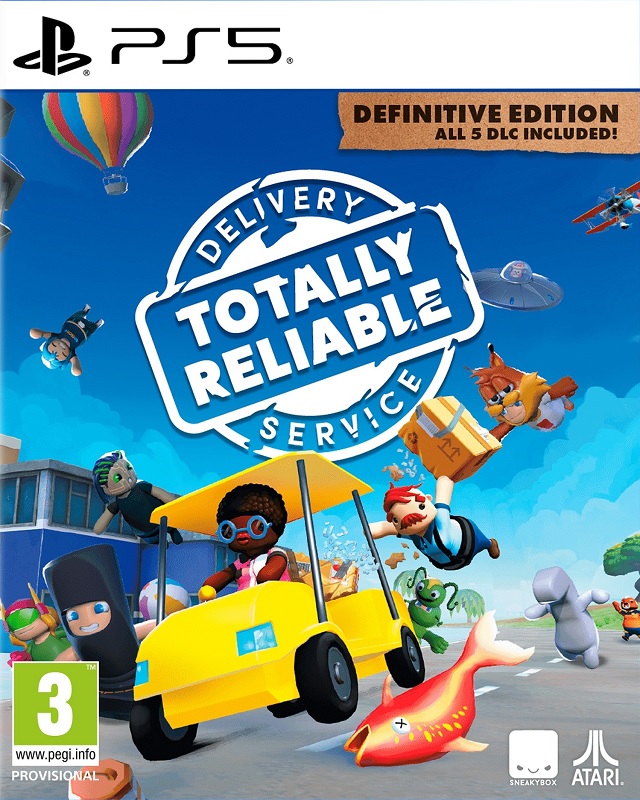 PS5
DEFINITIVE EDITION
ALL 5 DLC INCLUDED!
DELIVERY
TOTALLY
RELIABLE
SERVICE
3
www.pegi.info
PROVISIONAL
SNEAKYBOX
ATARI